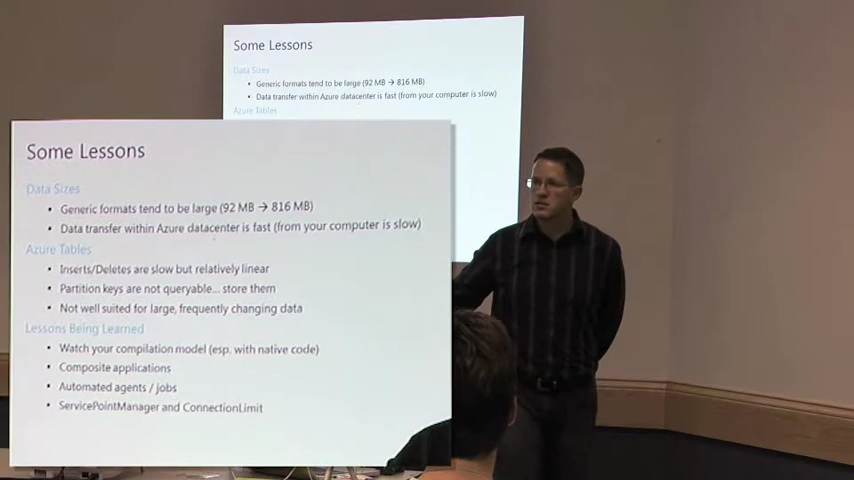 Some Lessons
Data Sizes
• Generic formats tend to be large (92 MB → 816 MB)
• Data transfer within Azure datacenter is fast (from your computer is slow)
Azure Tables
Some Lessons
Data Sizes
• Generic formats tend to be large (92 MB → 816 MB)
• Data transfer within Azure datacenter is fast (from your computer is slow)
Azure Tables
• Inserts/Deletes are slow but relatively linear
• Partition keys are not queryable... store them
• Not well suited for large, frequently changing data
Lessons Being Learned
• Watch your compilation model (esp. with native code)
• Composite applications
• Automated agents / jobs
• ServicePointManager and ConnectionLimit